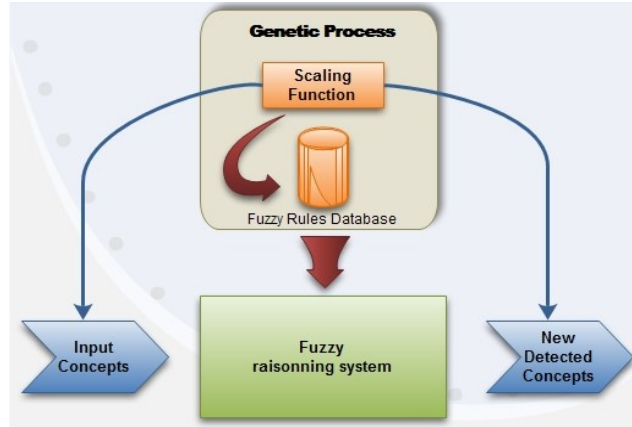 Genetic Process
Scaling
Function
Fuzzy Rules Database
Input
Concepts
Fuzzy
raisonning system
New
Detected
Concepts